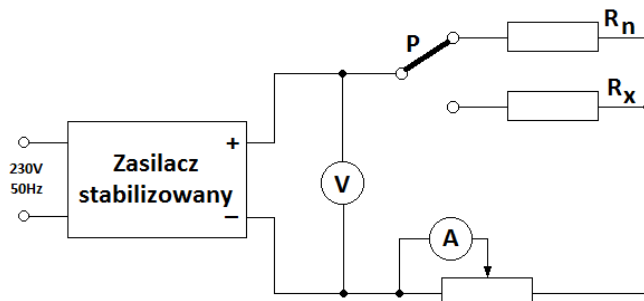 P
Rn
Rx
230V
50Hz
Zasilacz
stabilizowany
+
−
V
A